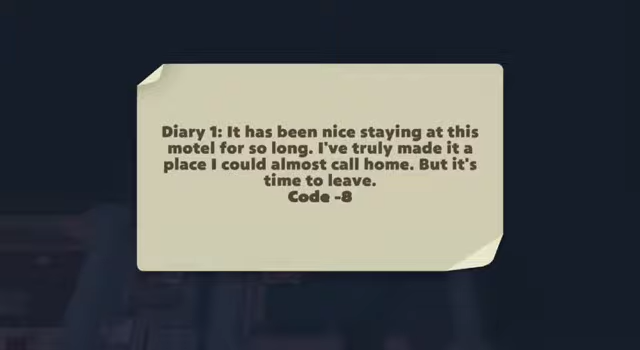 Diary 1: It has been nice staying at this
motel for so long. I've truly made it a
place I could almost call home. But it's
time to leave.
Code -8